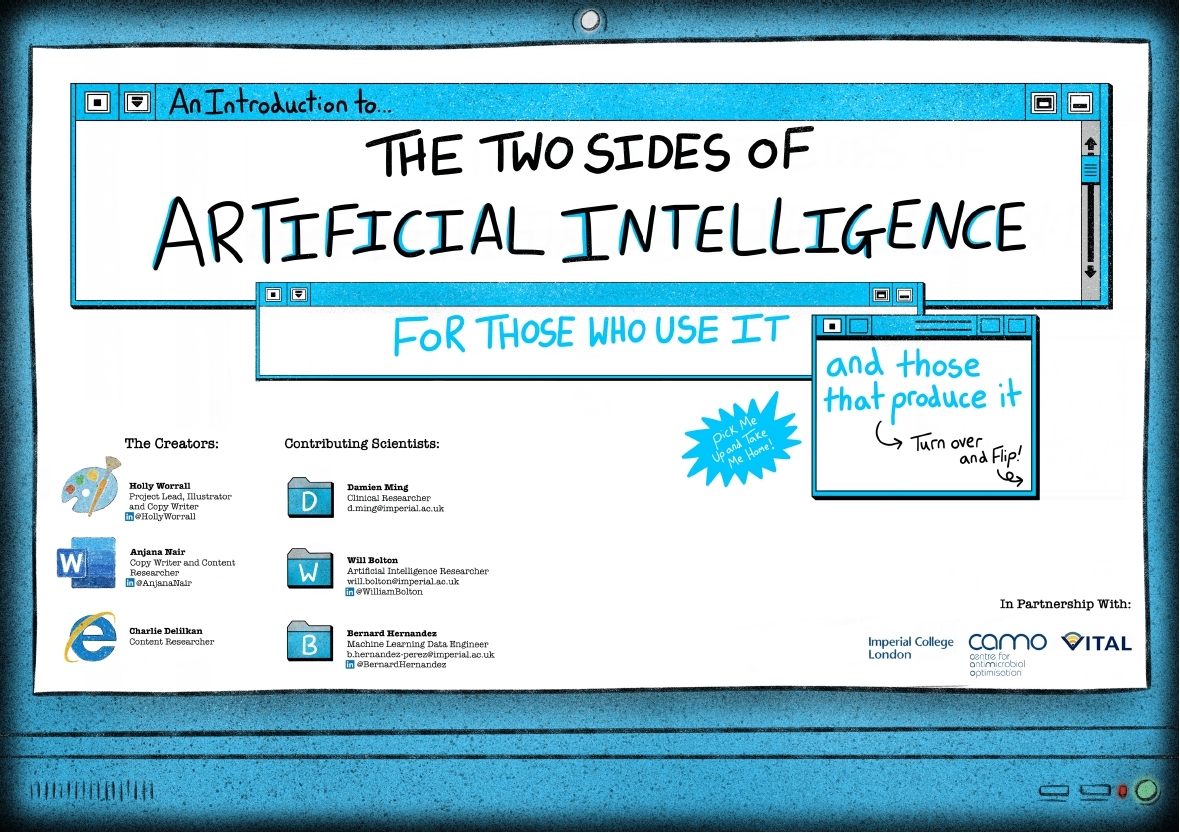 An Introduction to...
THE TWO SIDES OF
ARTIFICIAL INTELLIGENCE
FOR THOSE WHO USE IT
and those
that produce it
Turn over
and Flip!
Pick Me
Up and Take
Me Home!
The Creators:
Holly Worrall
Project Lead, Illustrator
and Copy Writer
in @HollyWorrall
W
Anjana Nair
Copy Writer and Content
Researcher
in @AnjanaNair
e
Charlie Delilkan
Content Researcher
Contributing Scientists:
D
Damien Ming
Clinical Researcher
d.ming@imperial.ac.uk
W
Will Bolton
Artificial Intelligence Researcher
will.bolton@imperial.ac.uk
in @WilliamBolton
B
Bernard Hernandez
Machine Learning Data Engineer
b.hernandez-perez@imperial.ac.uk
in @BernardHernandez
In Partnership With:
Imperial College
London
camo
centre for
antimicrobial
optimisation
VITAL